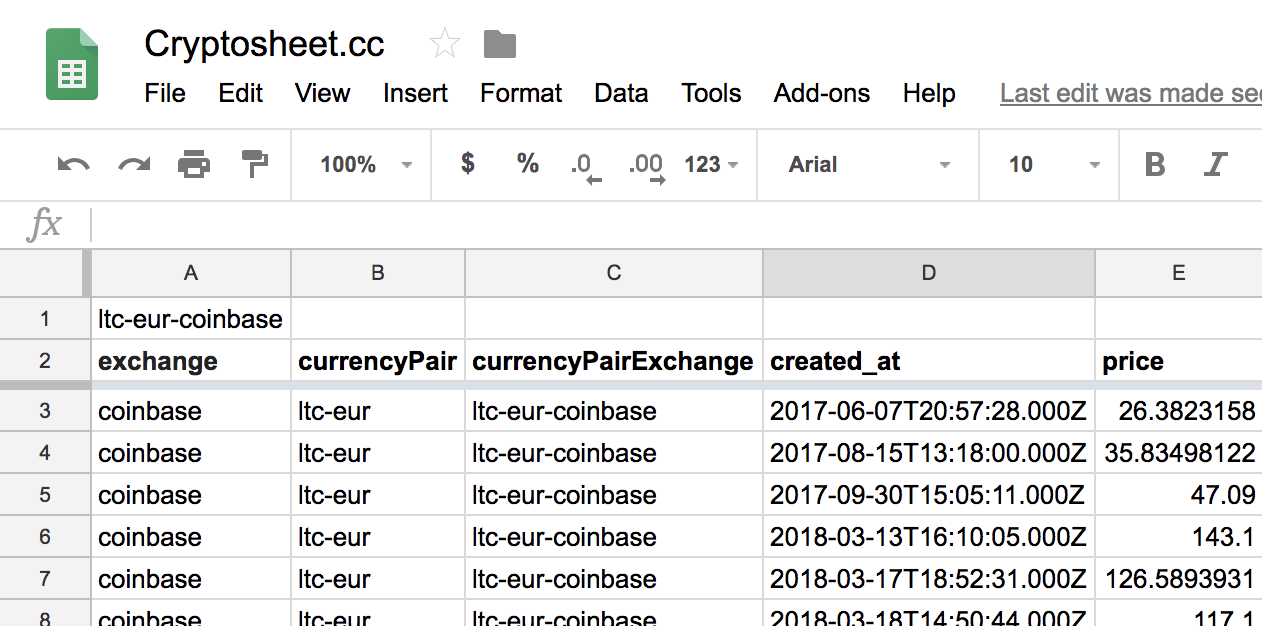 Cryptosheet.cc
File Edit View Insert Format Data Tools Add-ons Help Last edit was made se
100% $ % .0 .00 123 Arial 10 B I
fx
A B C D E
1 ltc-eur-coinbase
2 exchange currencyPair currencyPairExchange created_at price
3 coinbase ltc-eur ltc-eur-coinbase 2017-06-07T20:57:28.000Z 26.3823158
4 coinbase ltc-eur ltc-eur-coinbase 2017-08-15T13:18:00.000Z 35.83498122
5 coinbase ltc-eur ltc-eur-coinbase 2017-09-30T15:05:11.000Z 47.09
6 coinbase ltc-eur ltc-eur-coinbase 2018-03-13T16:10:05.000Z 143.1
7 coinbase ltc-eur ltc-eur-coinbase 2018-03-17T18:52:31.000Z 126.5893931
8 coinbase ltc-eur ltc-eur-coinbase 2018-03-18T14:50:44.000Z 117.1